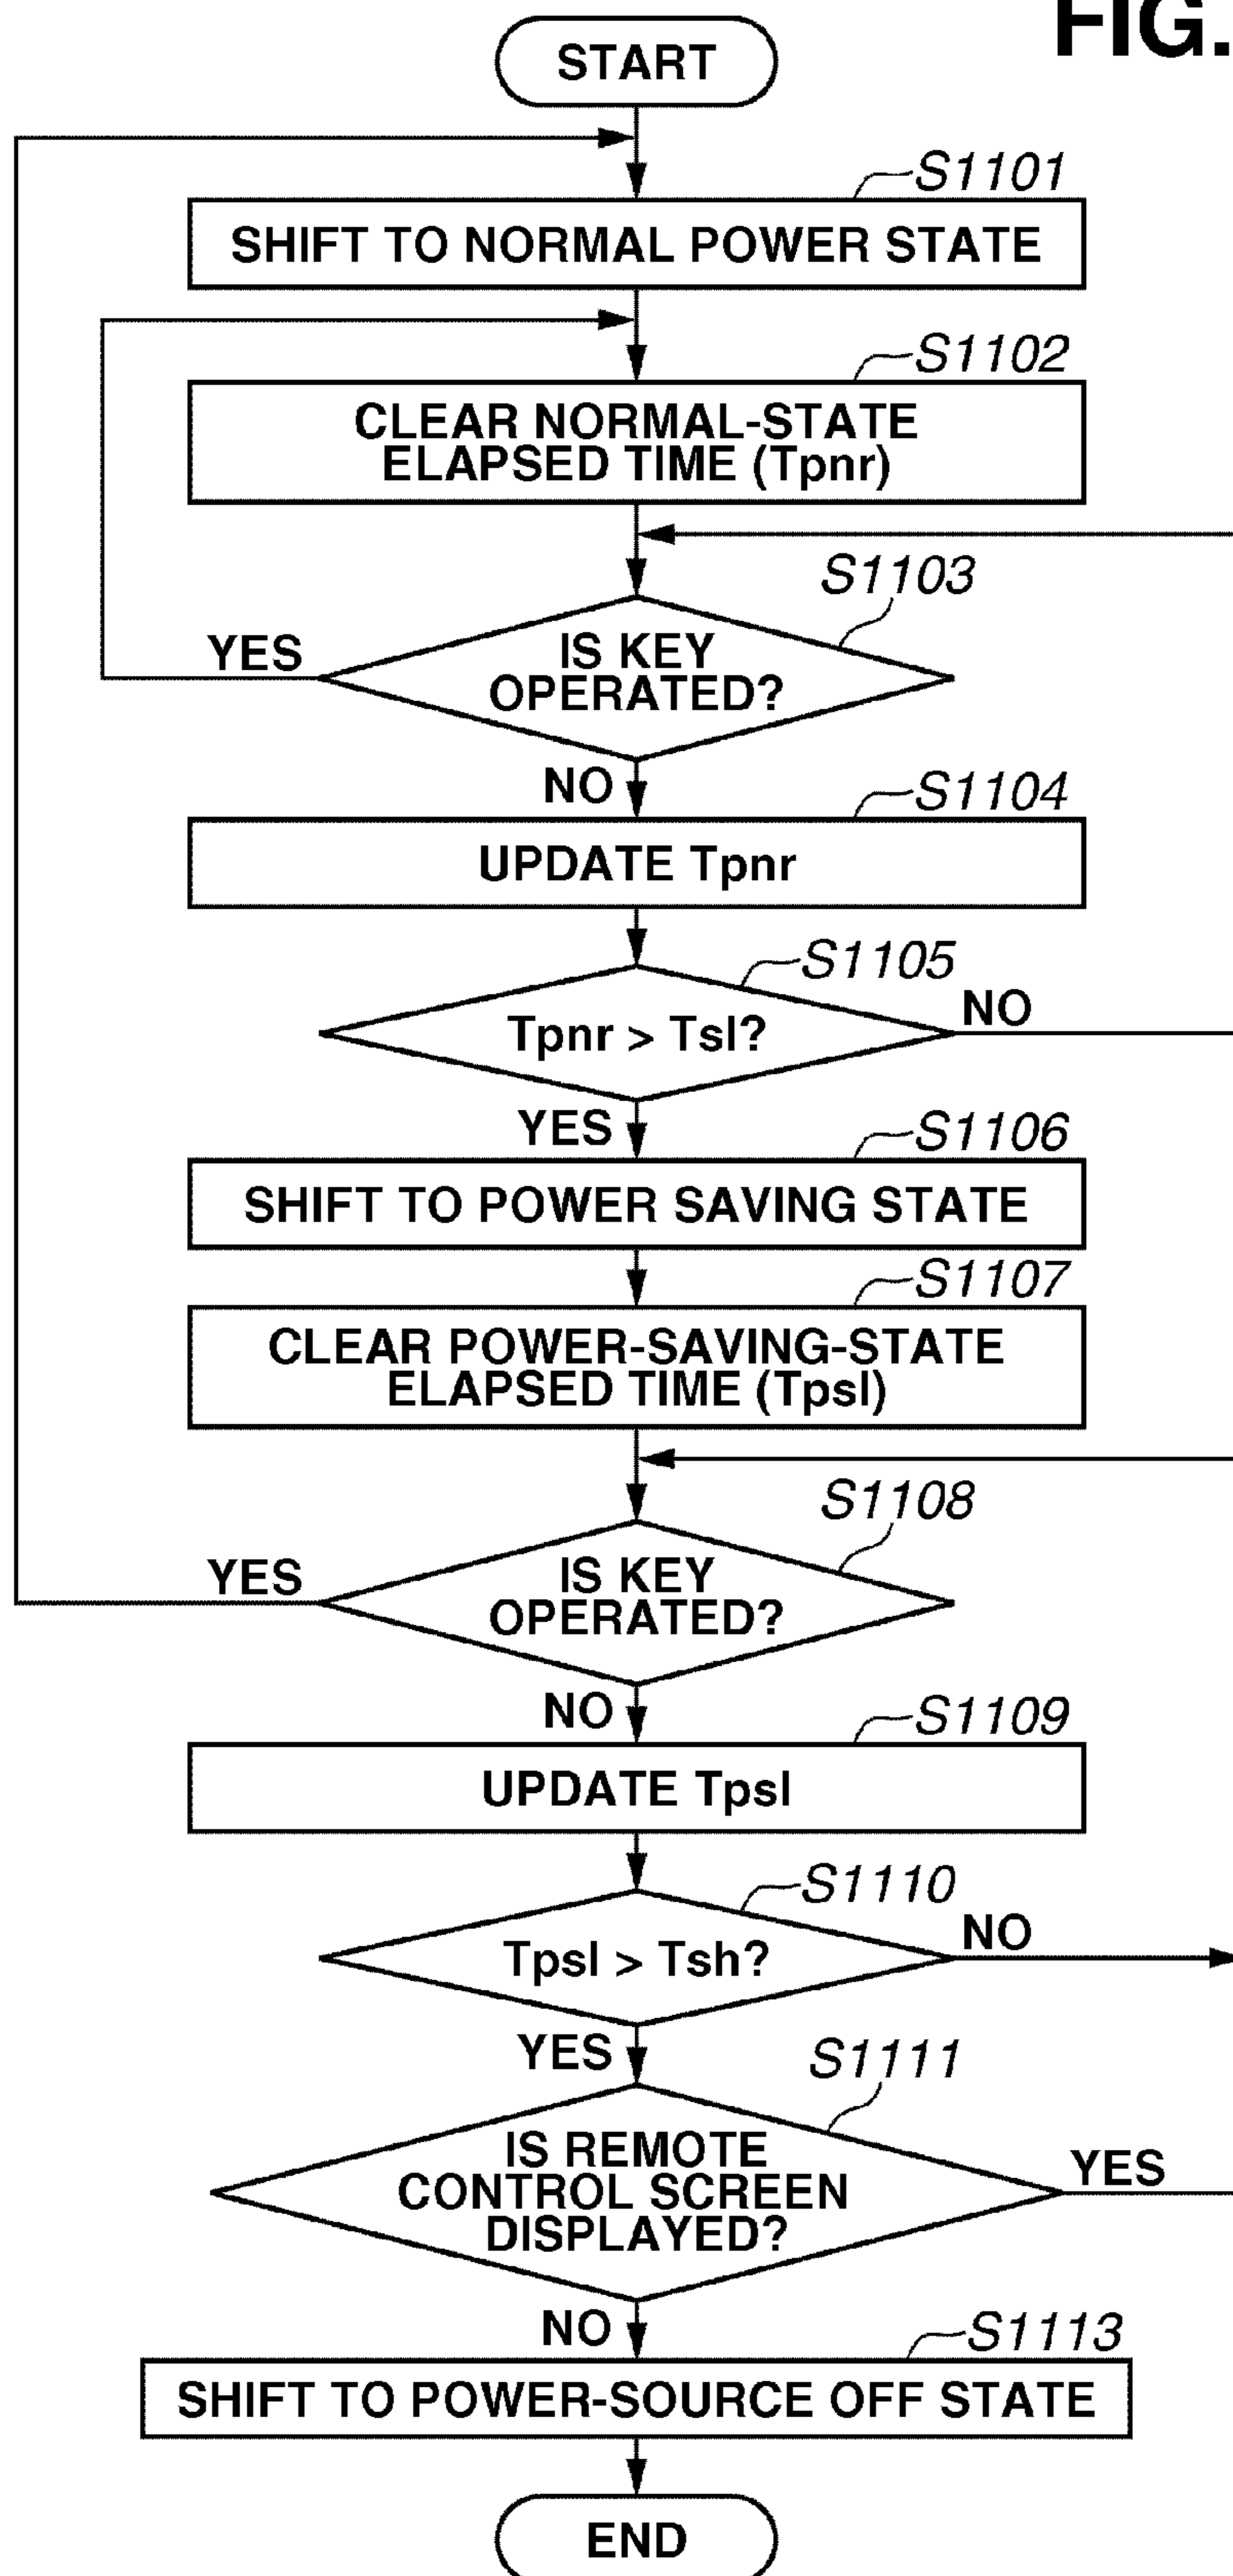 FIG.
START
S1101
SHIFT TO NORMAL POWER STATE
S1102
CLEAR NORMAL-STATE
ELAPSED TIME (Tpnr)
S1103
IS KEY
OPERATED?
YES
NO
S1104
UPDATE Tpnr
S1105
Tpnr > Tsl?
NO
YES
S1106
SHIFT TO POWER SAVING STATE
S1107
CLEAR POWER-SAVING-STATE
ELAPSED TIME (Tpsl)
S1108
IS KEY
OPERATED?
YES
NO
S1109
UPDATE Tpsl
S1110
Tpsl > Tsh?
NO
YES
S1111
IS REMOTE
CONTROL SCREEN
DISPLAYED?
YES
NO
S1113
SHIFT TO POWER-SOURCE OFF STATE
END